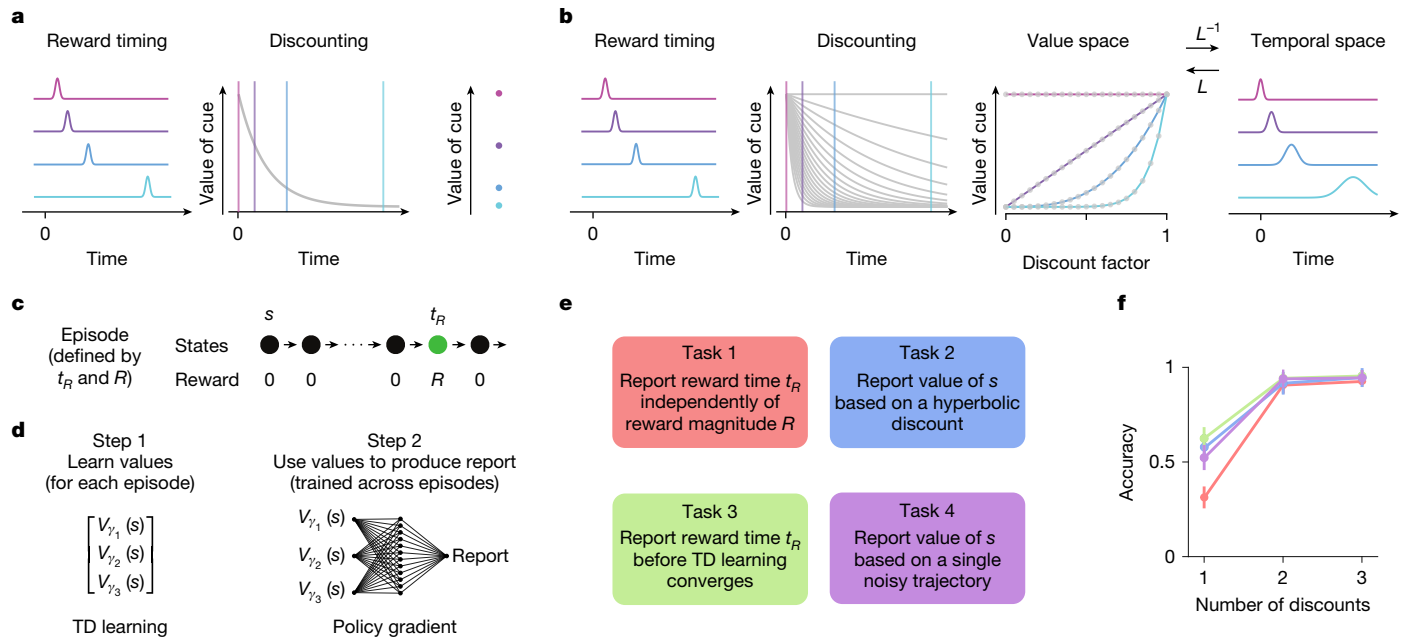 a
Reward timing
Discounting
Value of cue
Value of cue
0
0
Time
Time
b
Reward timing
Discounting
Value space
L⁻¹
L
Temporal space
Value of cue
Value of cue
0
0
0
1
0
Time
Time
Discount factor
Time
c
Episode
(defined by
t_R and R)
s
t_R
States
· · ·
Reward
0
0
0
R
0
d
Step 1
Learn values
(for each episode)
V_γ₁ (s)
V_γ₂ (s)
V_γ₃ (s)
TD learning
Step 2
Use values to produce report
(trained across episodes)
V_γ₁ (s)
V_γ₂ (s)
V_γ₃ (s)
Report
Policy gradient
e
Task 1
Report reward time t_R
independently of
reward magnitude R
Task 2
Report value of s
based on a hyperbolic
discount
Task 3
Report reward time t_R
before TD learning
converges
Task 4
Report value of s
based on a single
noisy trajectory
f
Accuracy
1
0.5
0
1
2
3
Number of discounts